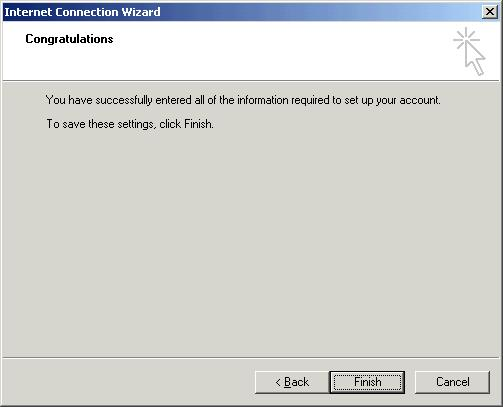 Internet Connection Wizard
Congratulations
You have successfully entered all of the information required to set up your account.
To save these settings, click Finish.
< Back
Finish
Cancel